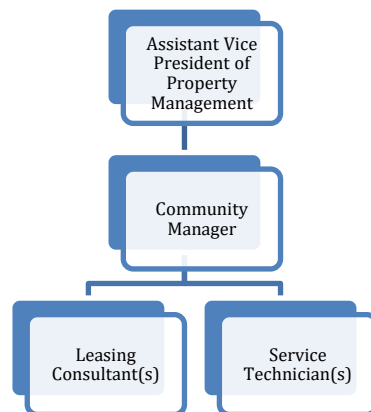 Assistant Vice
President of
Property
Management
Community
Manager
Leasing
Consultant(s)
Service
Technician(s)